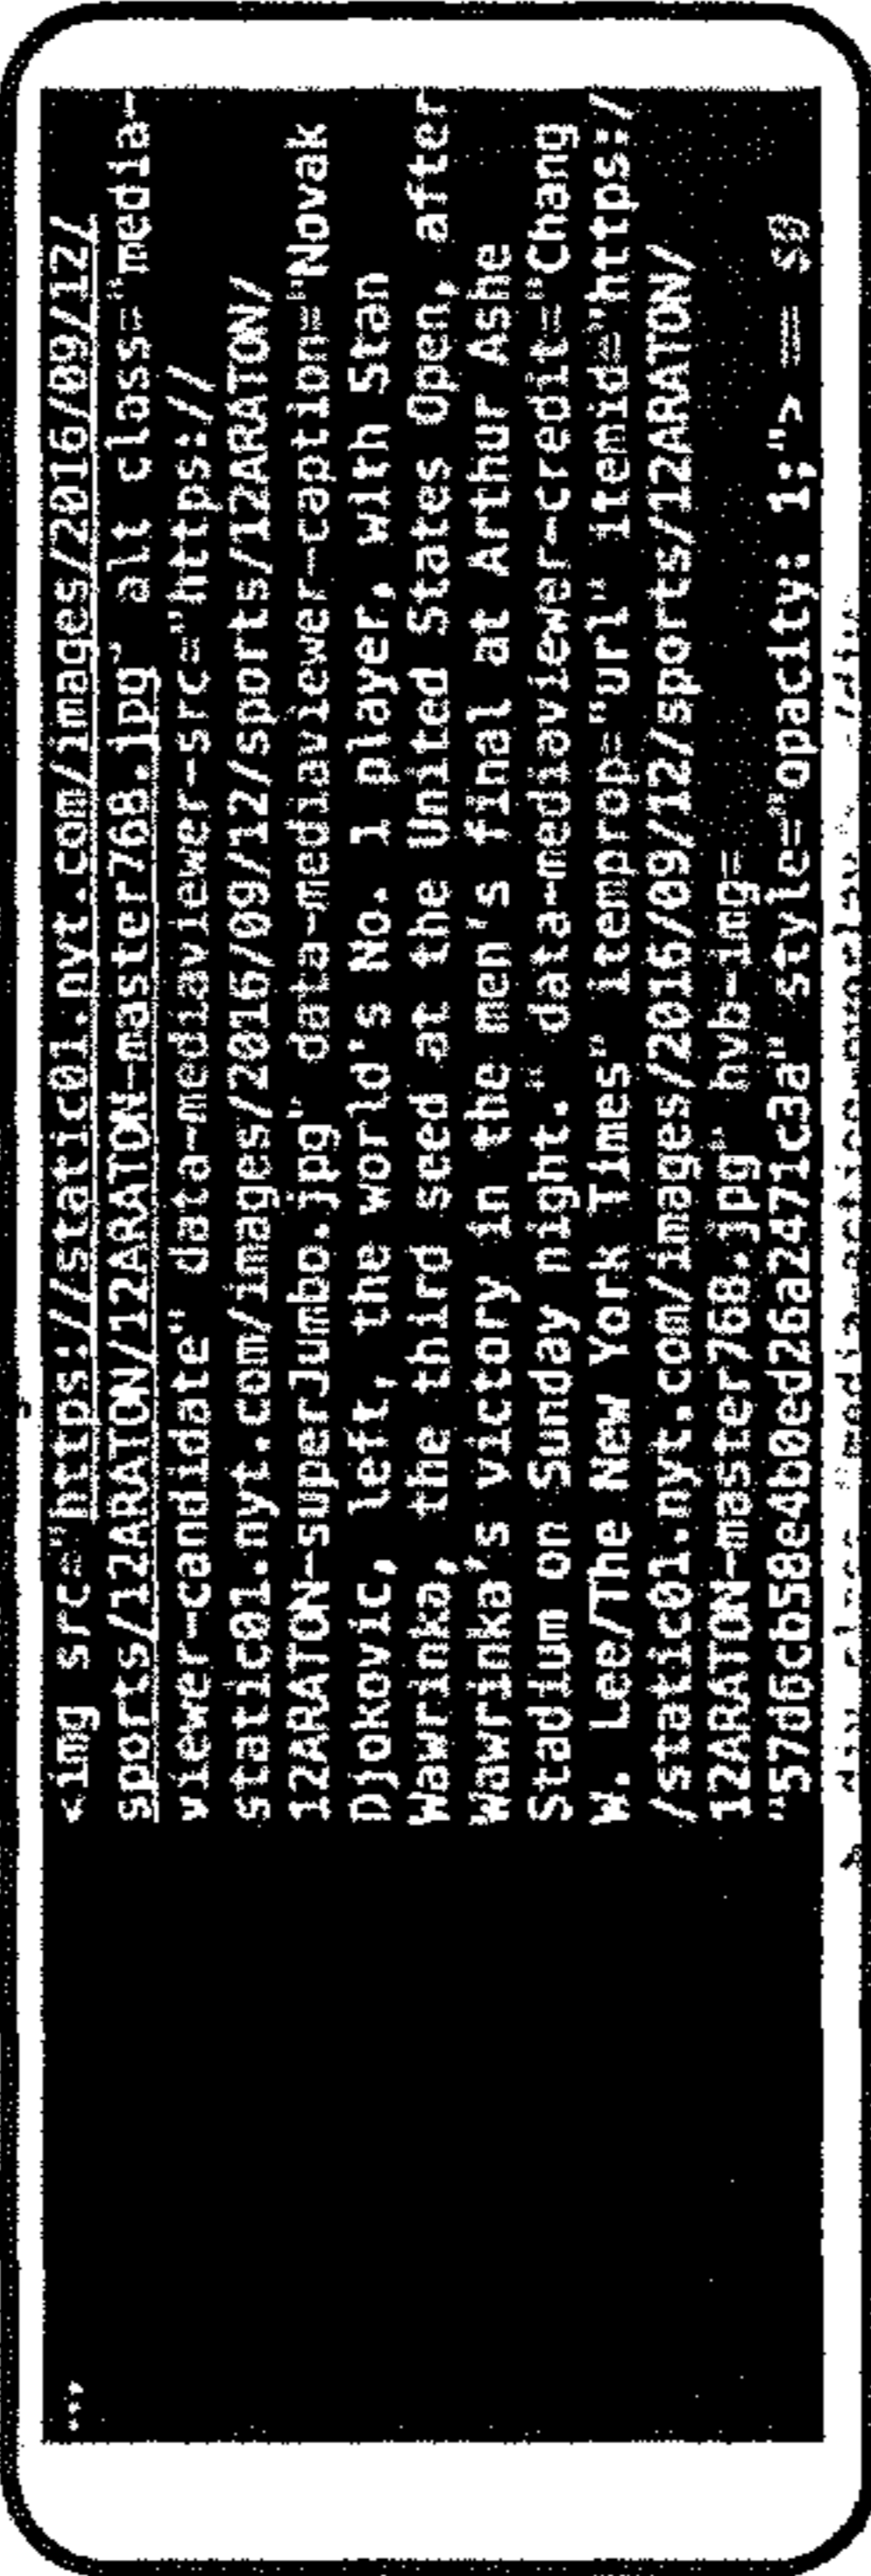 <img src="https://static01.nyt.com/images/2016/09/12/
sports/12ARATON/12ARATON-master768.jpg" alt class="media-
viewer-candidate" data-mediaviewer-src="https://
static01.nyt.com/images/2016/09/12/sports/12ARATON/
12ARATON-superJumbo.jpg" data-mediaviewer-caption="Novak
Djokovic, left, the world's No. 1 player, with Stan
Wawrinka, the third seed at the United States Open, after
Wawrinka's victory in the men's final at Arthur Ashe
Stadium on Sunday night." data-mediaviewer-credit="Chang
W. Lee/The New York Times" itemprop="url" itemid="https:/
/static01.nyt.com/images/2016/09/12/sports/12ARATON/
12ARATON-master768.jpg" hvb-img=
"57d6cb58e4b0ed26a2471c3a" style="opacity: 1;"> == $0